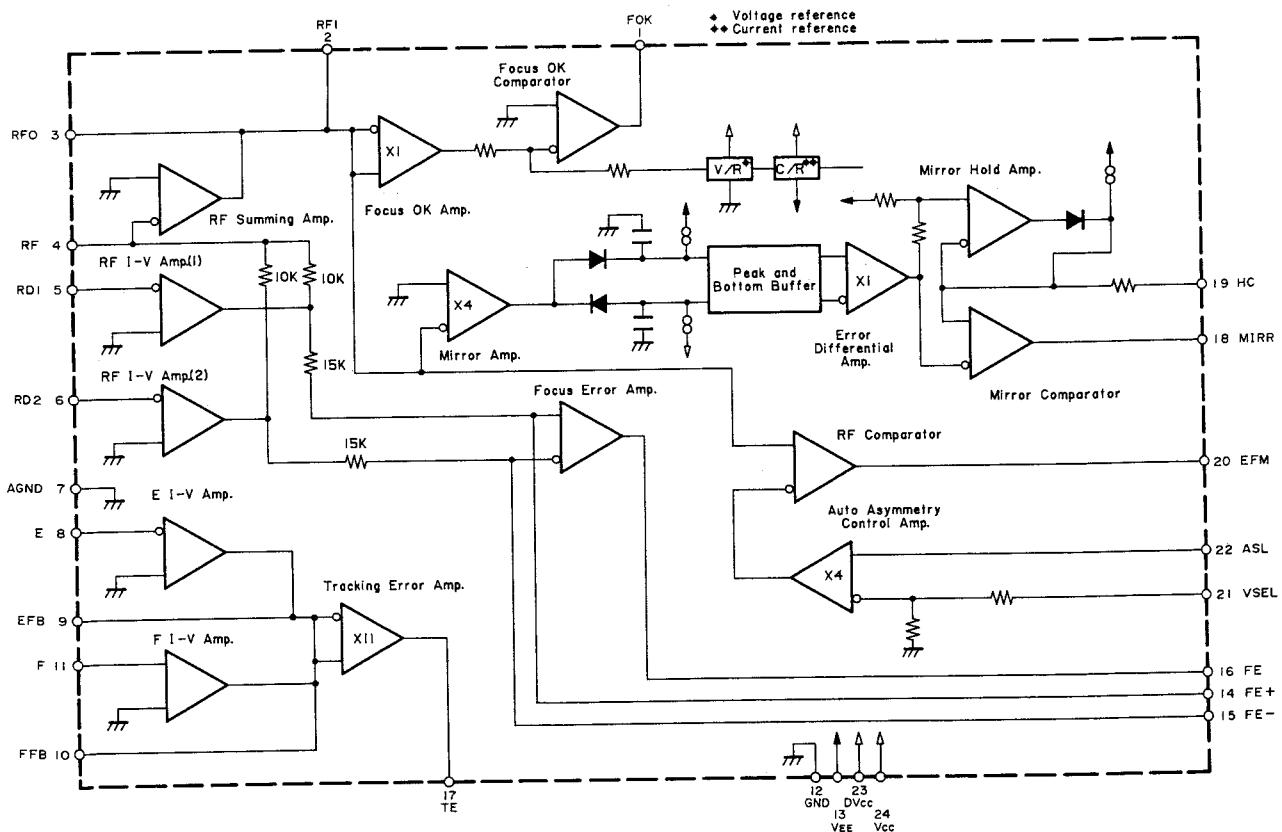 ✦ Voltage reference
✦✦ Current reference
RFI
2
FOK
1
Focus OK
Comparator
RFO 3
X1
V/R✦
C/R✦✦
Mirror Hold Amp.
RF Summing Amp.
Focus OK Amp.
RF 4
RF I-V Amp.(1)
10K
10K
RD1 5
Peak and
Bottom Buffer
X4
X1
19 HC
Mirror Amp.
Error
Differential
Amp.
18 MIRR
15K
RF I-V Amp.(2)
Focus Error Amp.
Mirror Comparator
RD2 6
RF Comparator
15K
20 EFM
AGND 7
E I-V Amp.
Auto Asymmetry
Control Amp.
E 8
22 ASL
X4
Tracking Error Amp.
21 VSEL
EFB 9
X11
F I-V Amp.
F 11
16 FE
14 FE+
15 FE-
FFB 10
17
TE
12
GND
13
VEE
23
DVcc
24
Vcc